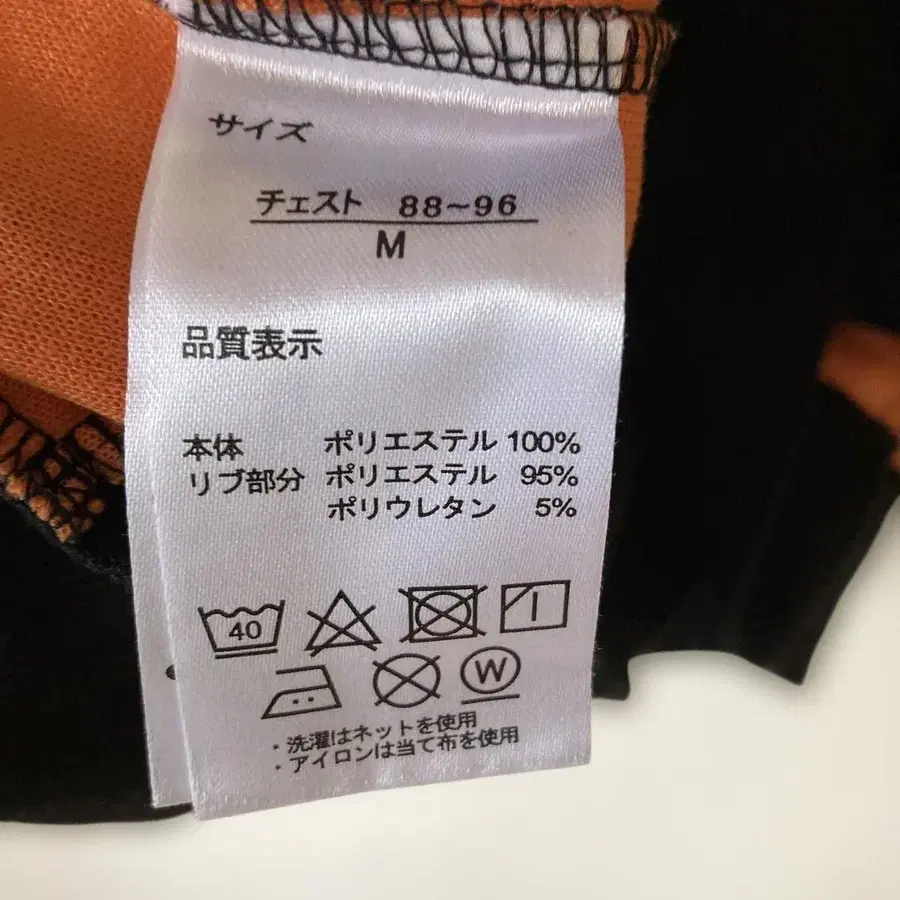 サイズ
チェスト 88~96
M
品質表示
本体 ポリエステル 100%
リブ部分 ポリエステル 95%
ポリウレタン 5%
40
W
・洗濯はネットを使用
・アイロンは当て布を使用